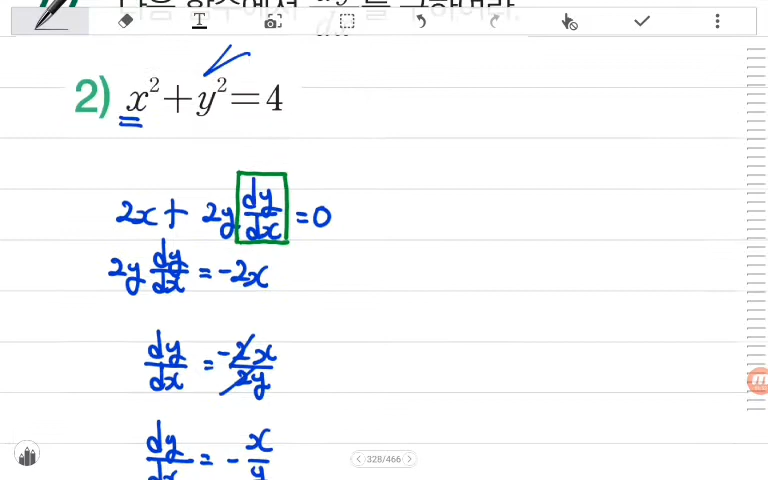 2) x² + y² = 4
2x + 2y dy/dx = 0
2y dy/dx = -2x
dy/dx = -2x/2y
dy/dx = - x/y
328/466